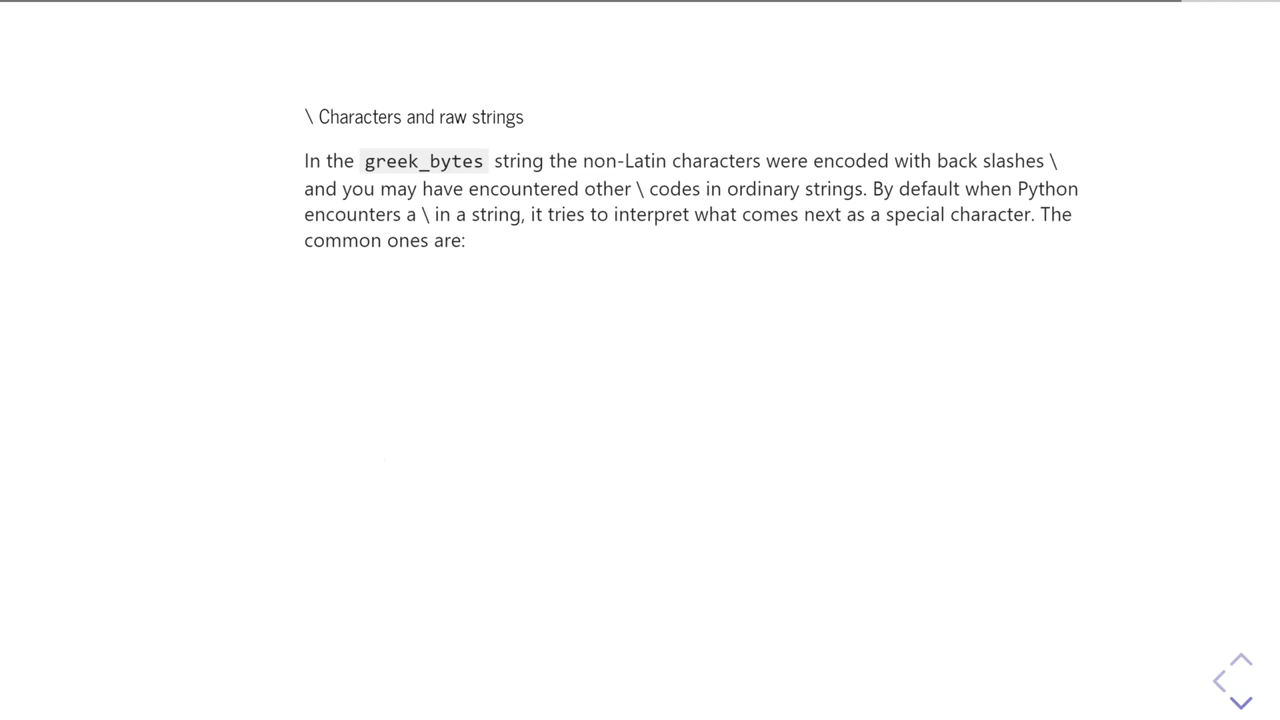 \ Characters and raw strings
In the greek_bytes string the non-Latin characters were encoded with back slashes \
and you may have encountered other \ codes in ordinary strings. By default when Python
encounters a \ in a string, it tries to interpret what comes next as a special character. The
common ones are: